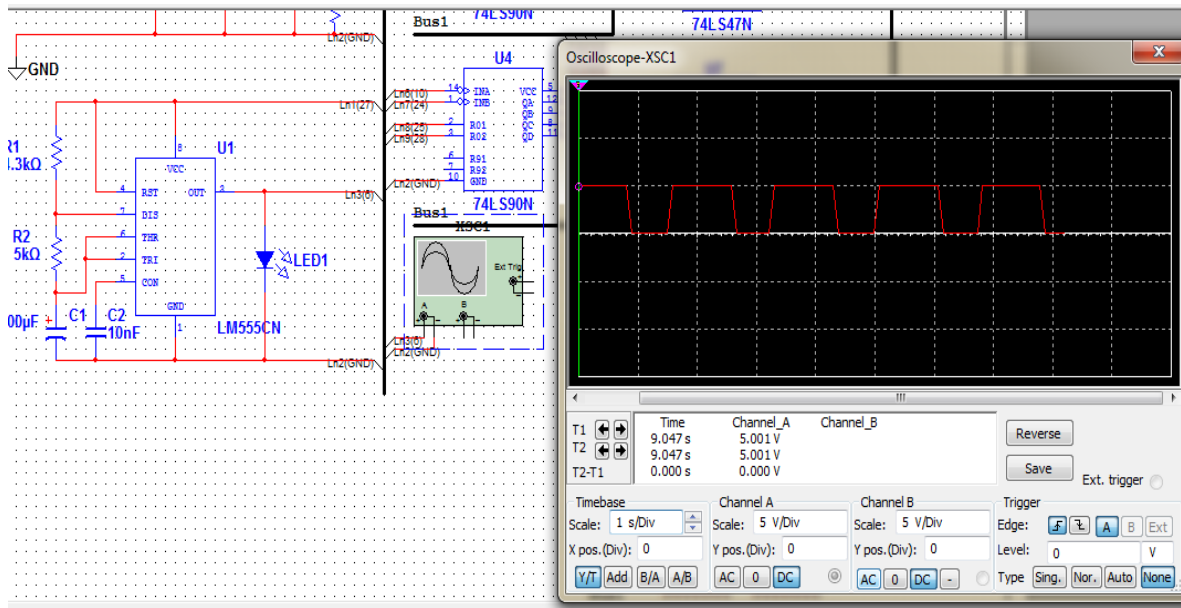 Bus1
74LS90N
74LS47N
Ln2(GND)
GND
U4
Oscilloscope-XSC1
Ln1(27)
Ln6(10)
Ln7(24)
Ln8(25)
Ln9(28)
14 INA VCC 5
1 INB QA 12
QB 9
2 R01 QC 8
3 R02 QD 11
6 R91
7 R92
10 GND
Ln2(GND)
74LS90N
R1
.3kΩ
U1
8
VCC
4 RST OUT 3
7 BIS
6 THR
2 TRI
5 CON
GND
1
LM555CN
Ln3(6)
R2
5kΩ
LED1
00µF
C1
C2
10nF
Ln2(GND)
Bus1
XSC1
Ext Trig
A B
Ln3(6)
Ln2(GND)
Time Channel_A Channel_B
T1 9.047 s 5.001 V
T2 9.047 s 5.001 V
T2-T1 0.000 s 0.000 V
Reverse
Save
Ext. trigger
Timebase
Scale: 1 s/Div
X pos.(Div): 0
Y/T Add B/A A/B
Channel A
Scale: 5 V/Div
Y pos.(Div): 0
AC 0 DC
Channel B
Scale: 5 V/Div
Y pos.(Div): 0
AC 0 DC -
Trigger
Edge: A B Ext
Level: 0 V
Type Sing. Nor. Auto None